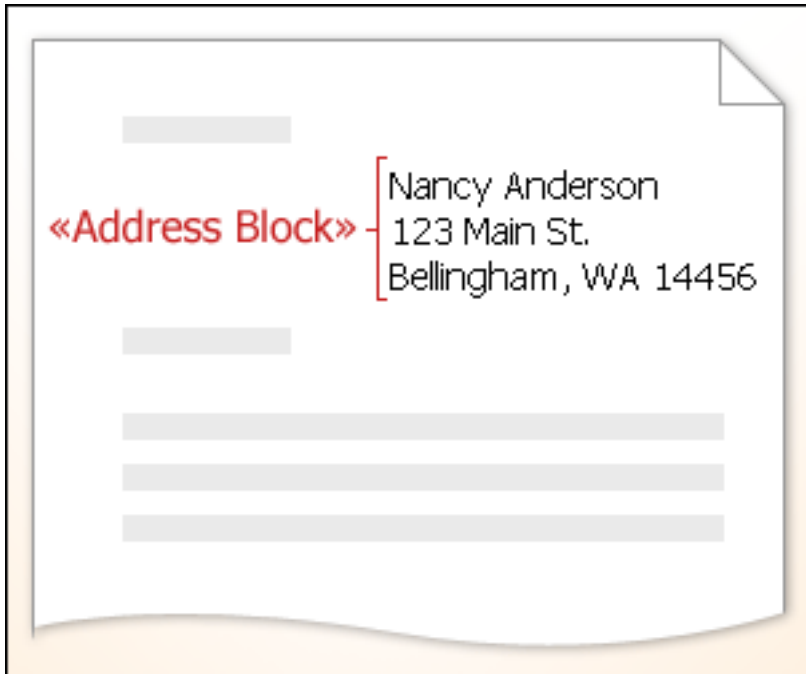 «Address Block»
Nancy Anderson
123 Main St.
Bellingham, WA 14456